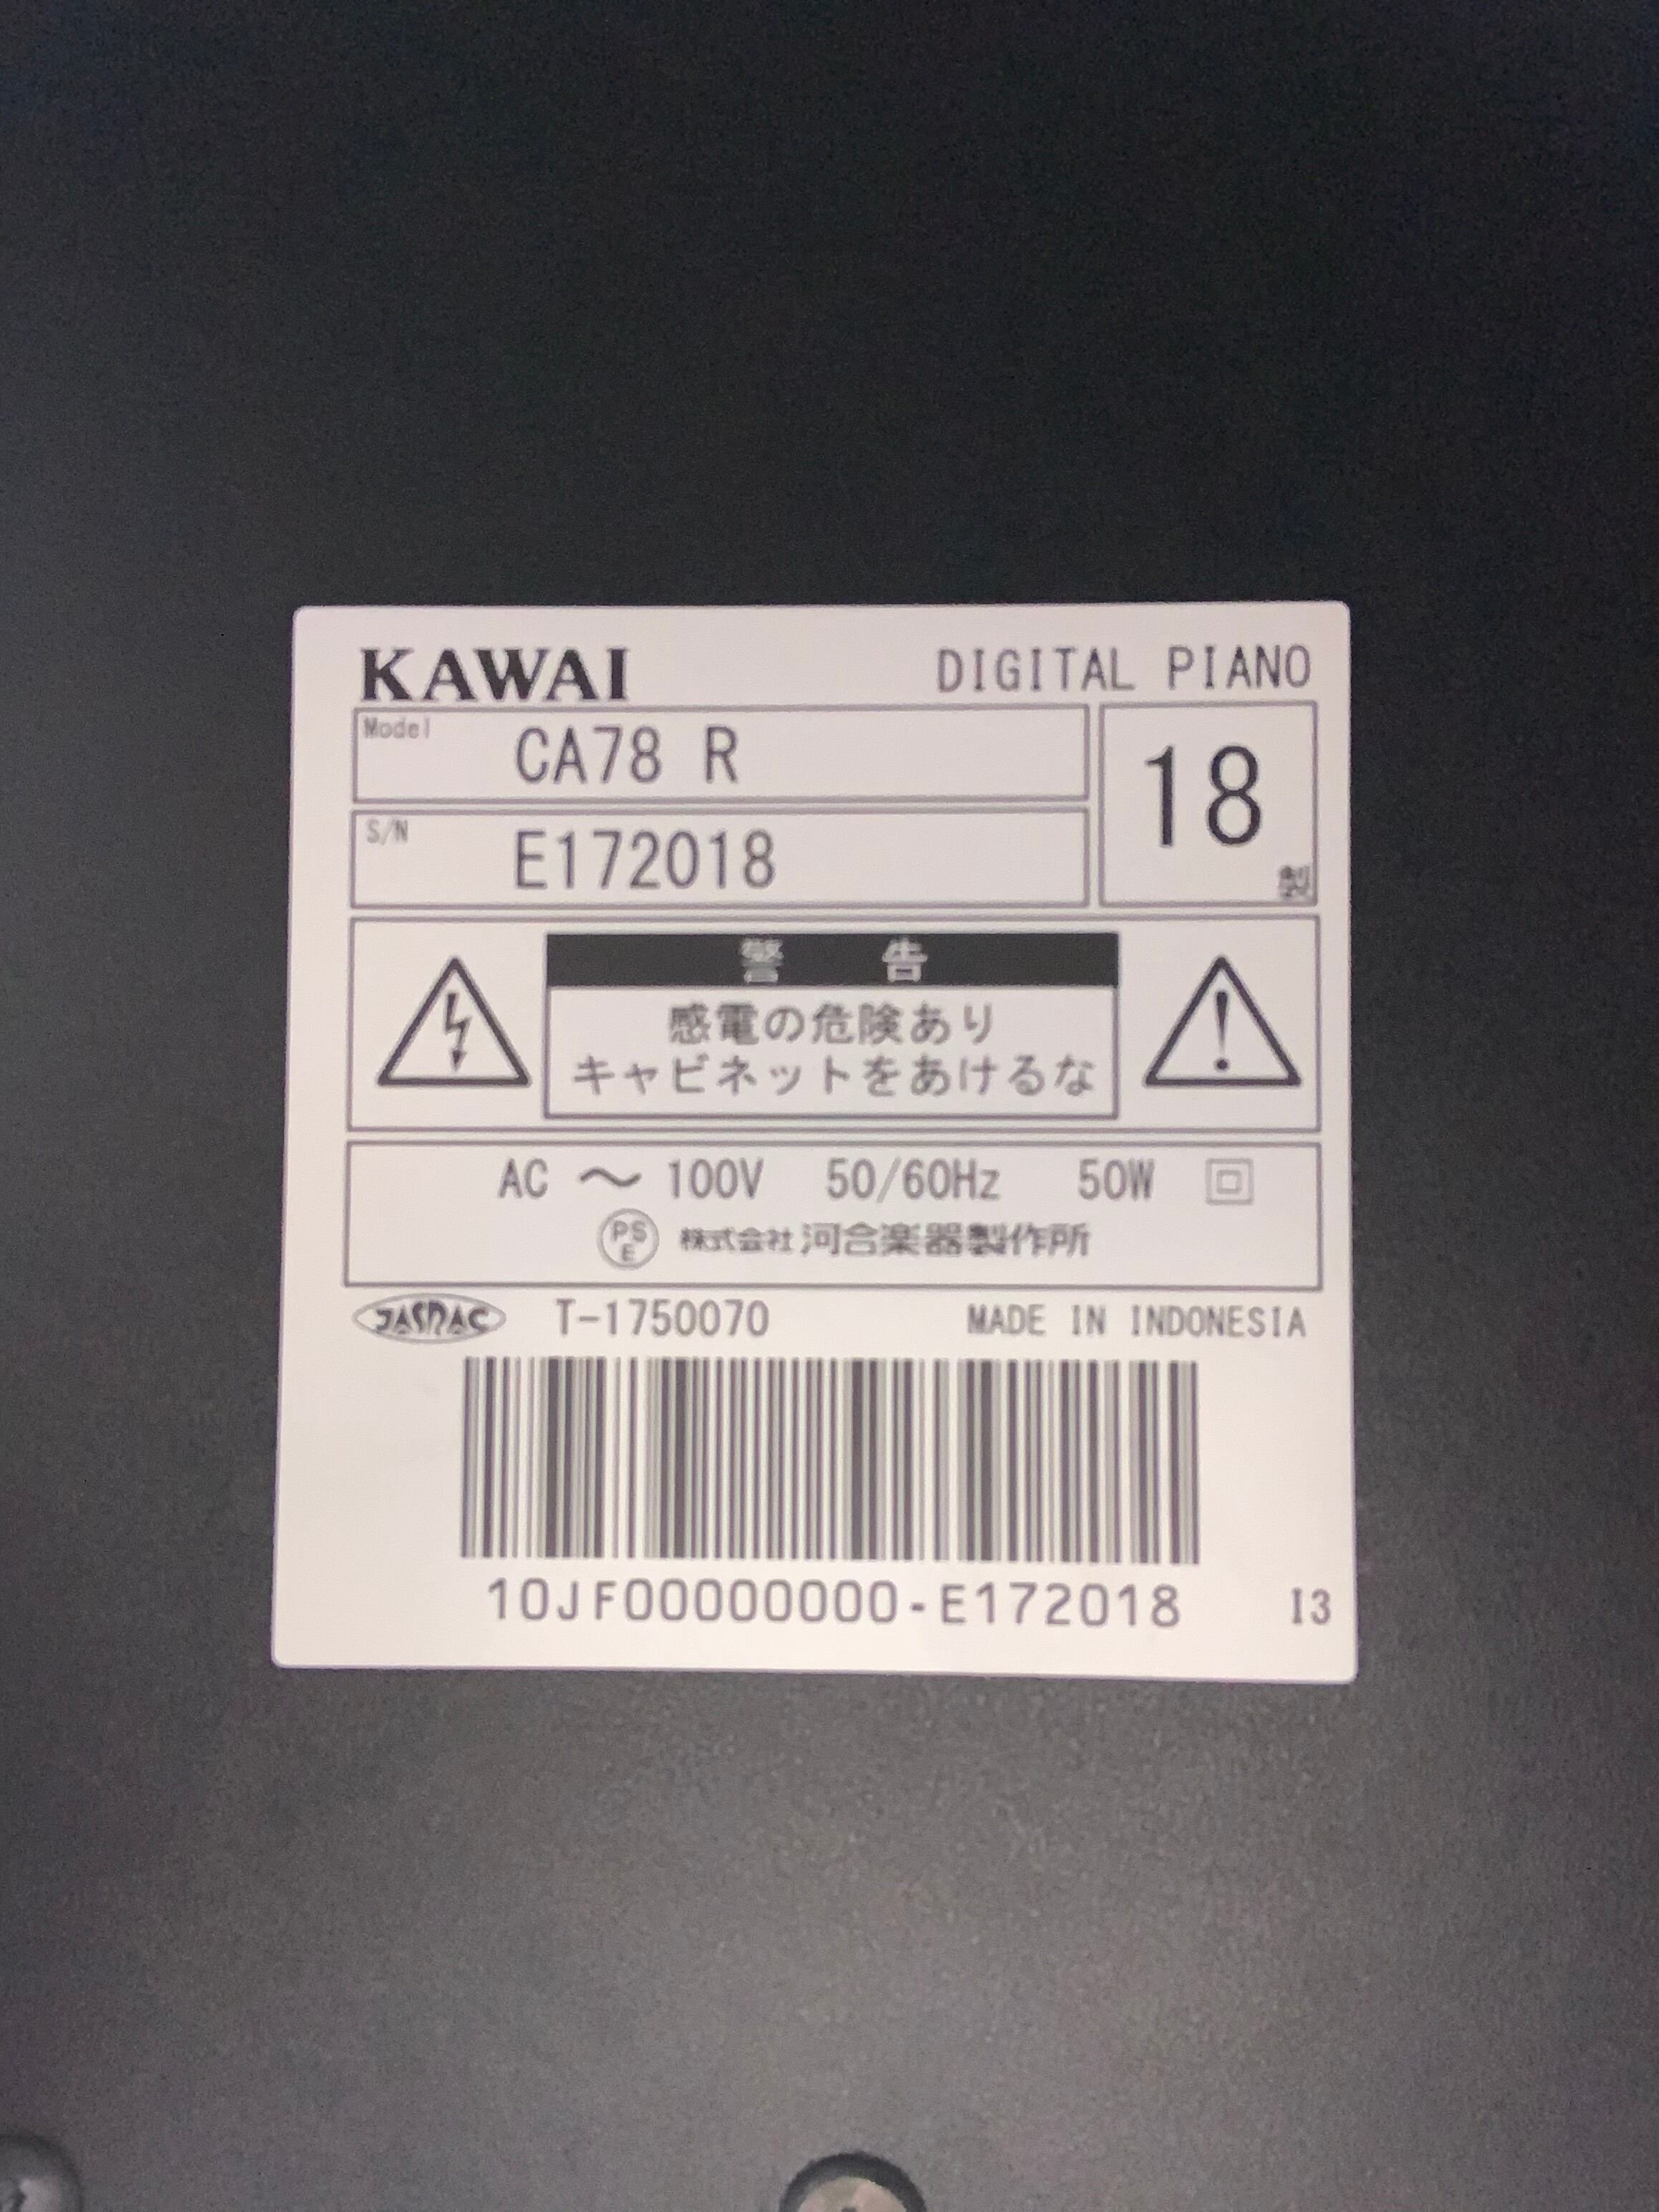 KAWAI DIGITAL PIANO
Model CA78 R
18 製
S/N E172018
警告
感電の危険あり
キャビネットをあけるな
AC ～ 100V 50/60Hz 50W
PSE 株式会社 河合楽器製作所
JASRAC T-1750070 MADE IN INDONESIA
10JF00000000-E172018 I3